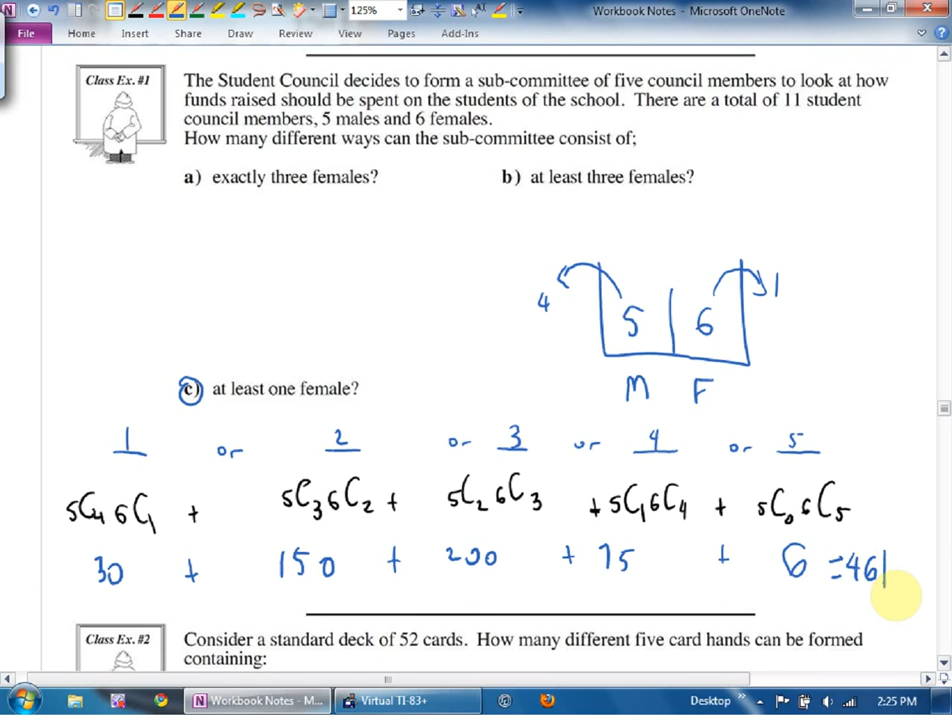 Workbook Notes - Microsoft OneNote
125%
File Home Insert Share Draw Review View Pages Add-Ins
Class Ex. #1
The Student Council decides to form a sub-committee of five council members to look at how
funds raised should be spent on the students of the school. There are a total of 11 student
council members, 5 males and 6 females.
How many different ways can the sub-committee consist of;
a) exactly three females? b) at least three females?
4 5 6 1
M F
c) at least one female?
1 or 2 or 3 or 4 or 5
5C4 6C1 + 5C3 6C2 + 5C2 6C3 + 5C1 6C4 + 5C0 6C5
30 + 150 + 200 + 75 + 6 = 461
Class Ex. #2
Consider a standard deck of 52 cards. How many different five card hands can be formed
containing:
Workbook Notes - M... Virtual TI-83+ Desktop 2:25 PM